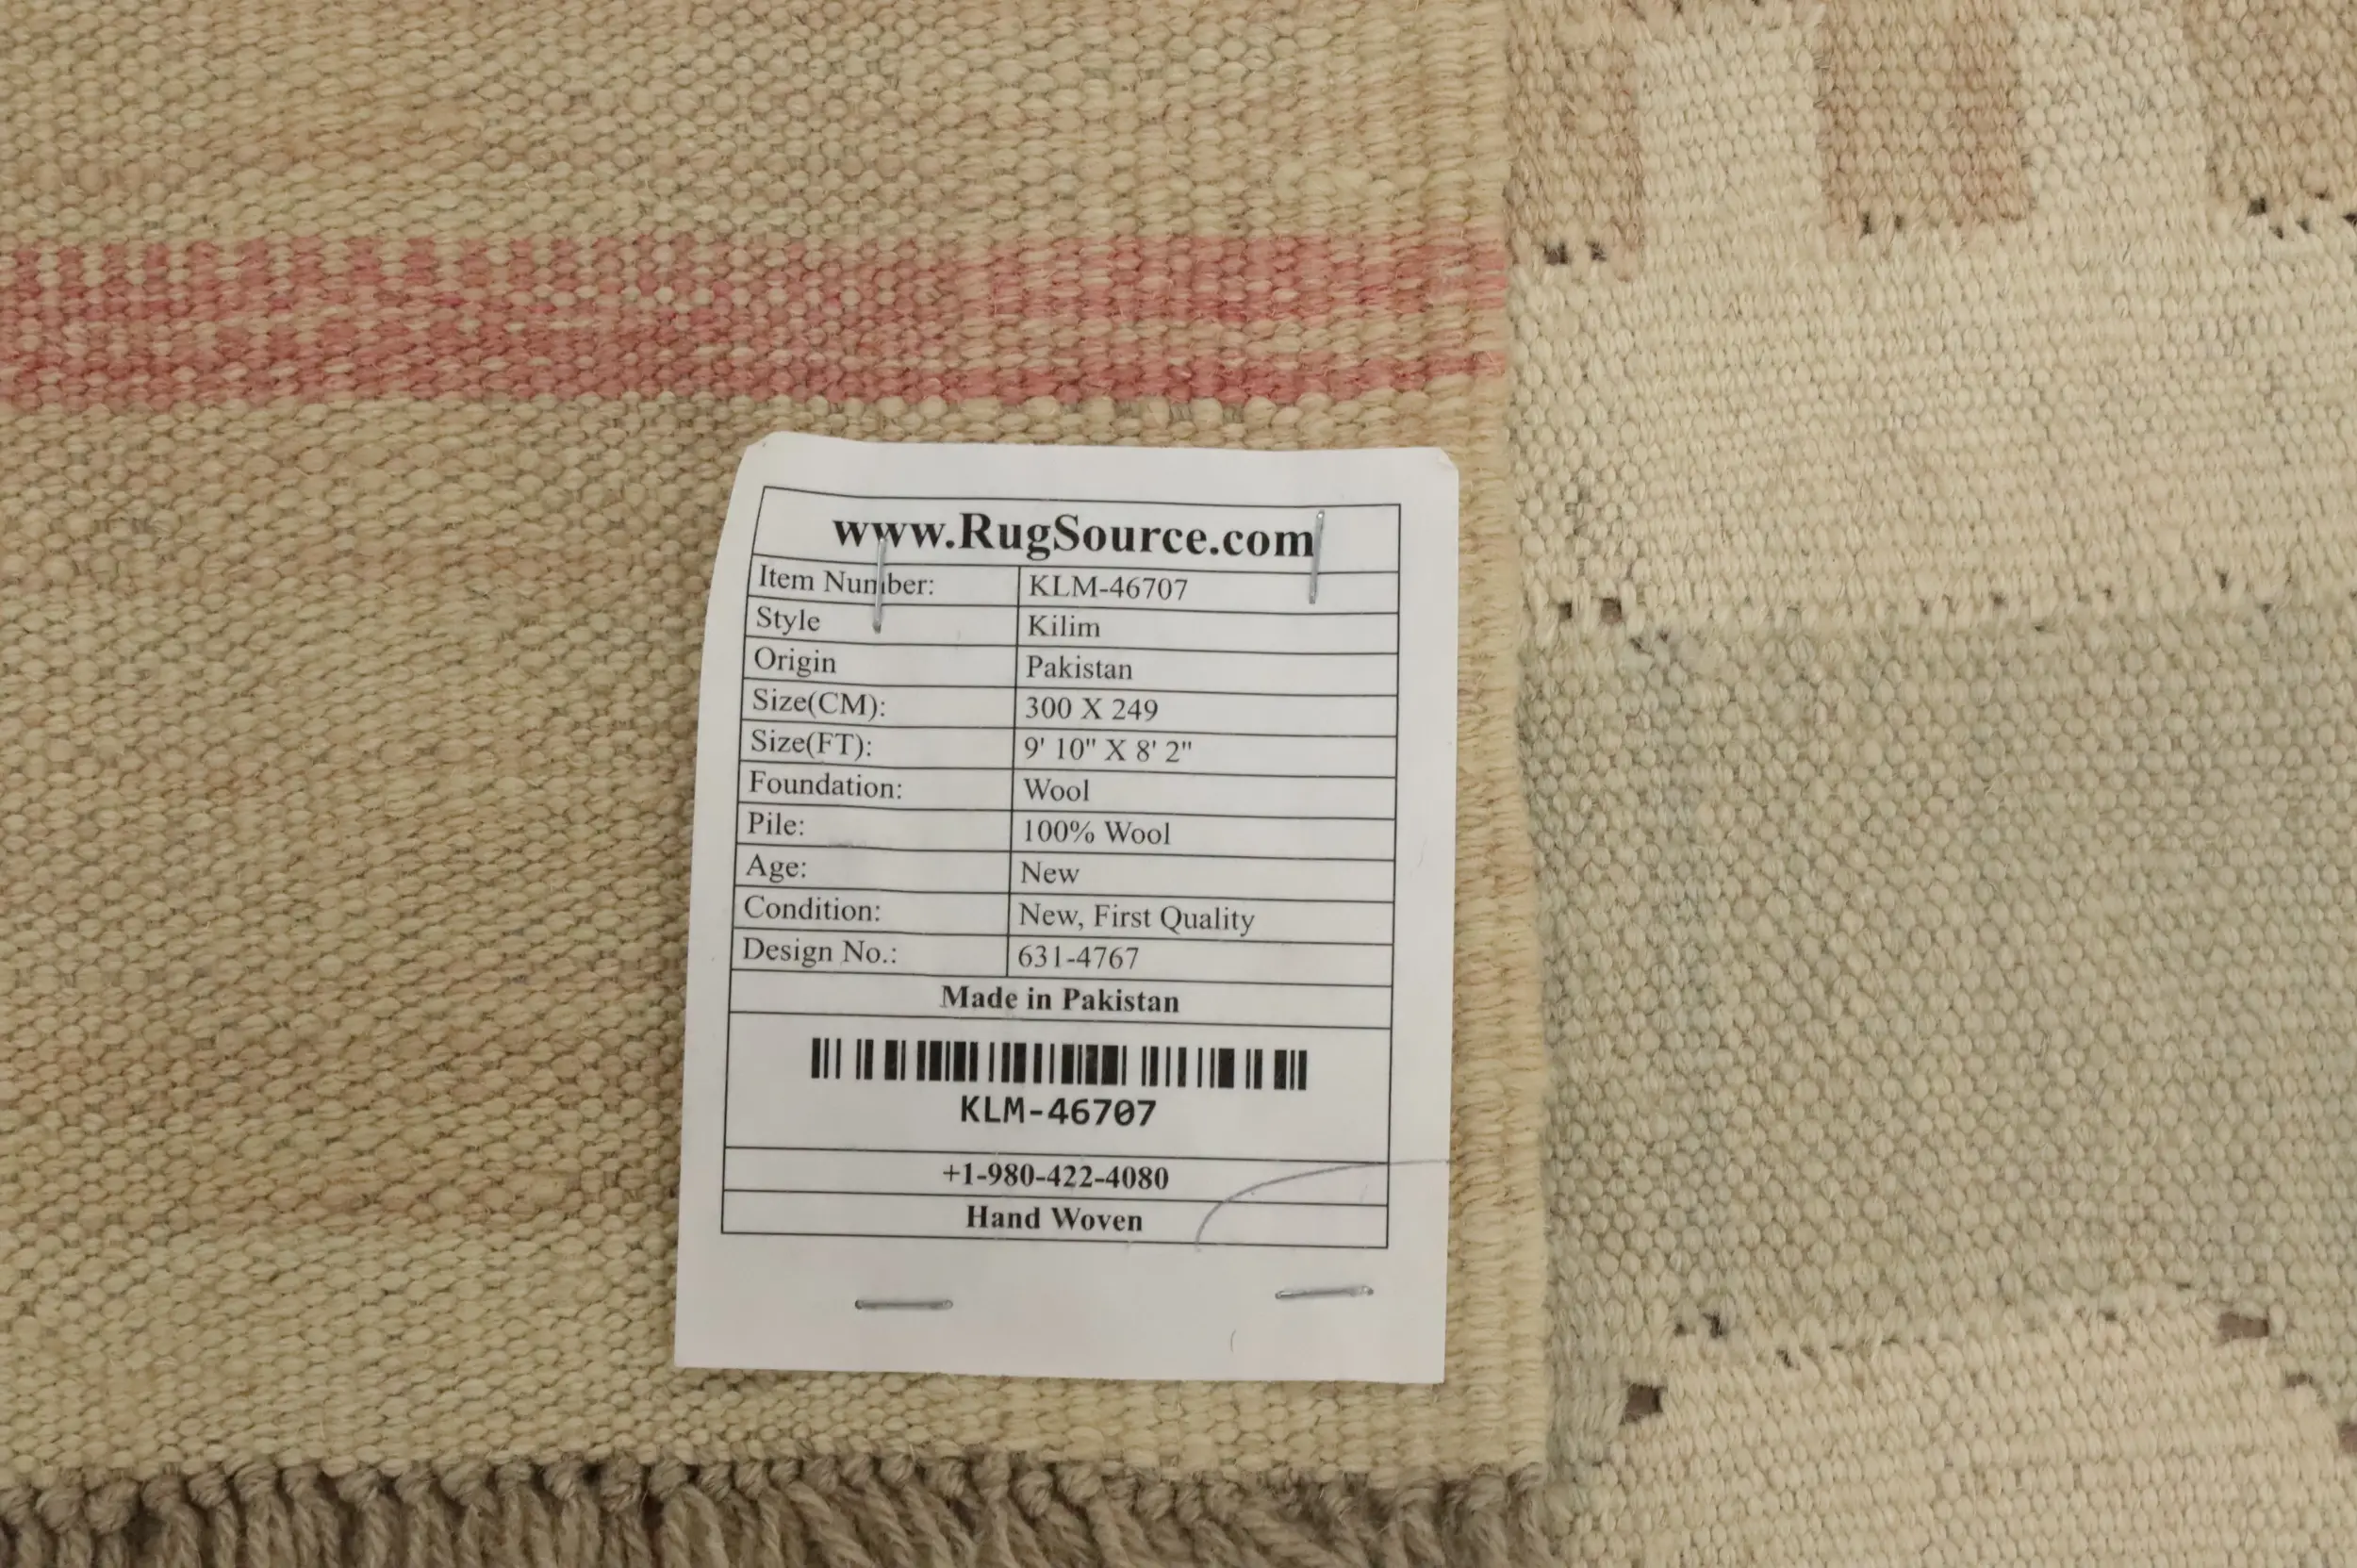 www.RugSource.com
Item Number: KLM-46707
Style Kilim
Origin Pakistan
Size(CM): 300 X 249
Size(FT): 9' 10" X 8' 2"
Foundation: Wool
Pile: 100% Wool
Age: New
Condition: New, First Quality
Design No.: 631-4767
Made in Pakistan
KLM-46707
+1-980-422-4080
Hand Woven